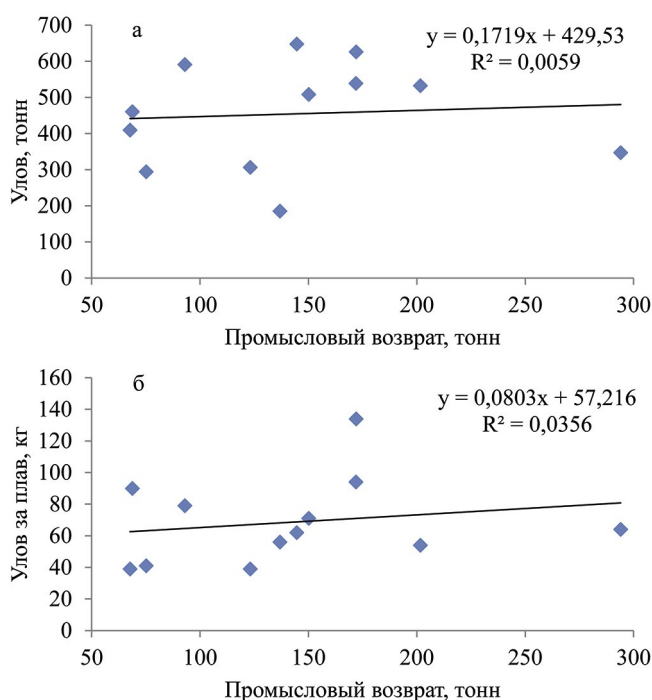 а
y = 0,1719x + 429,53
R² = 0,0059
Улов, тонн
700
600
500
400
300
200
100
0
50
100
150
200
250
300
Промысловый возврат, тонн
б
y = 0,0803x + 57,216
R² = 0,0356
Улов за плав, кг
160
140
120
100
80
60
40
20
0
50
100
150
200
250
300
Промысловый возврат, тонн